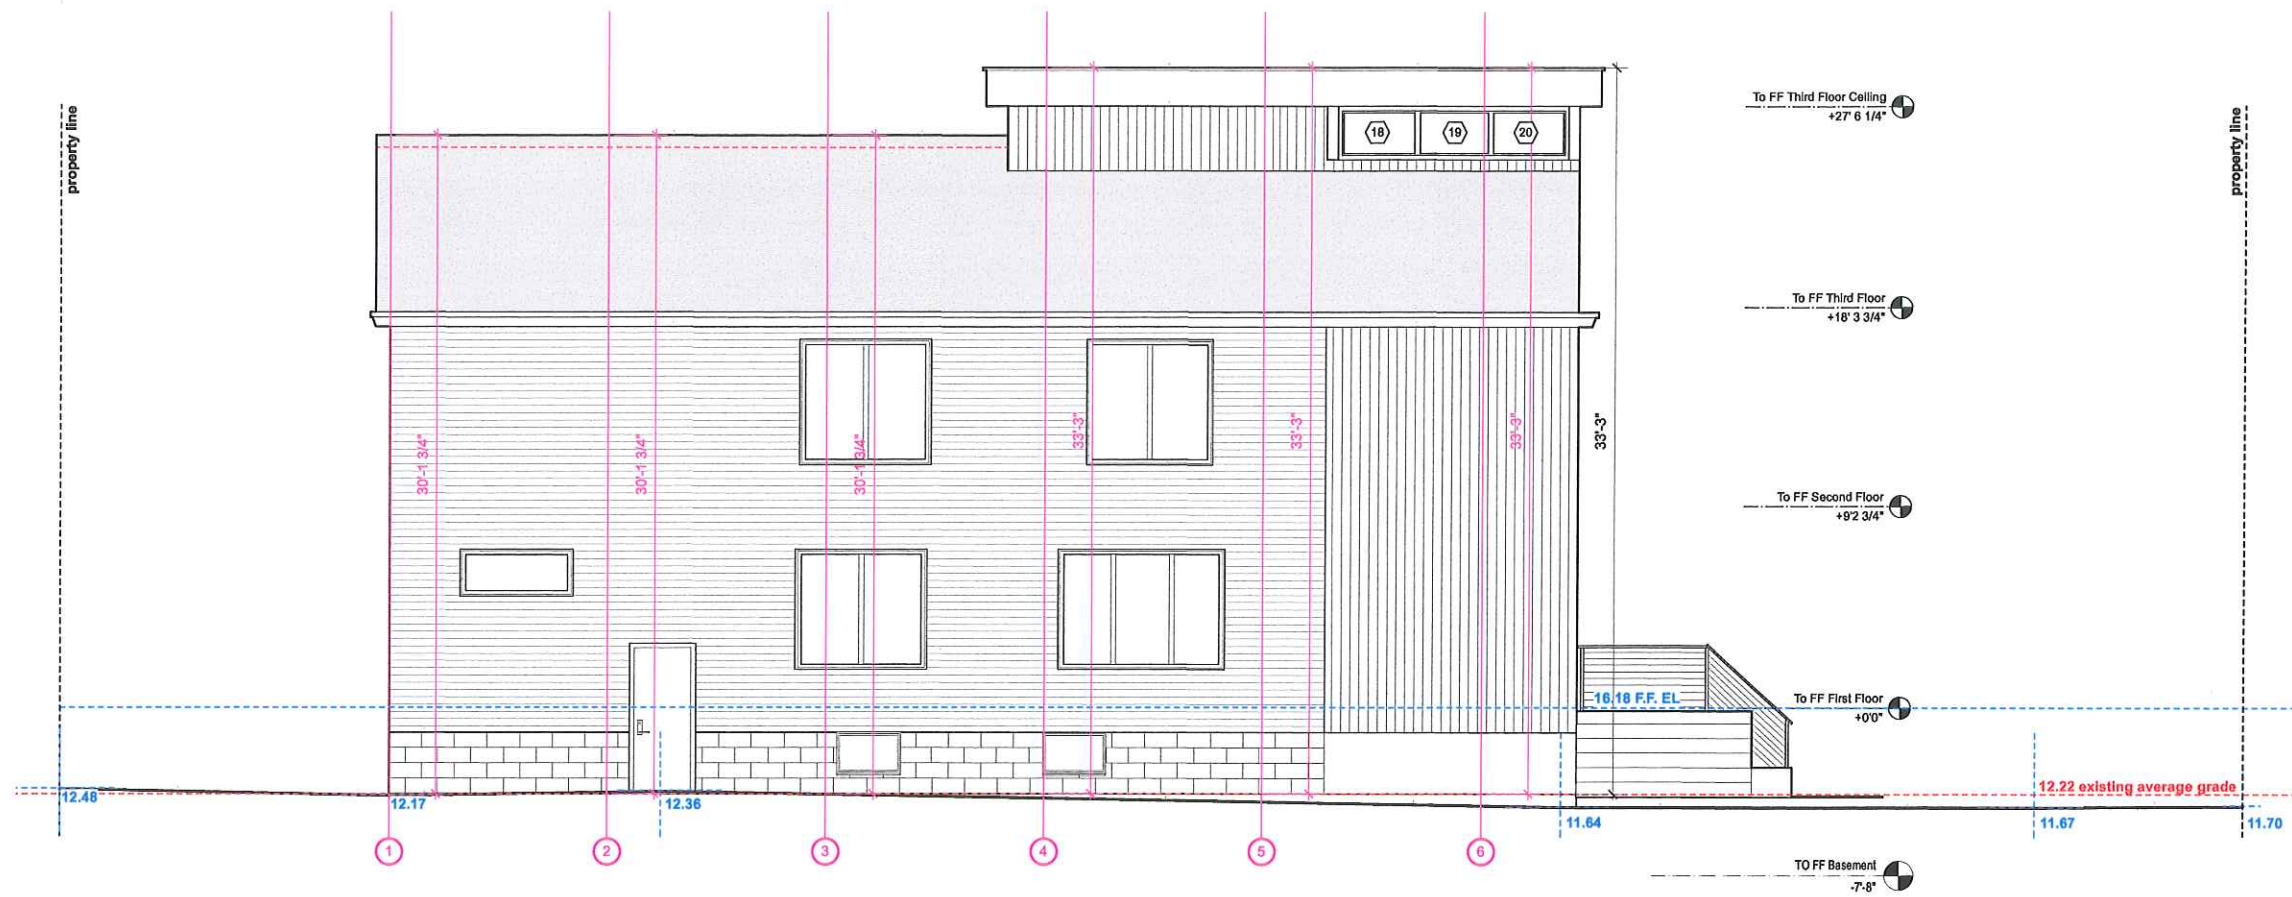 property line
To FF Third Floor Ceiling
+27' 6 1/4"
property line
18
19
20
To FF Third Floor
+18' 3 3/4"
30'-1 3/4"
30'-1 3/4"
30'-1 3/4"
33'-3"
33'-3"
33'-3"
33'-3"
To FF Second Floor
+9'2 3/4"
16.18 F.F. EL
To FF First Floor
+0'0"
12.22 existing average grade
12.48
12.17
12.36
11.64
11.67
11.70
1
2
3
4
5
6
TO FF Basement
-7'-8"